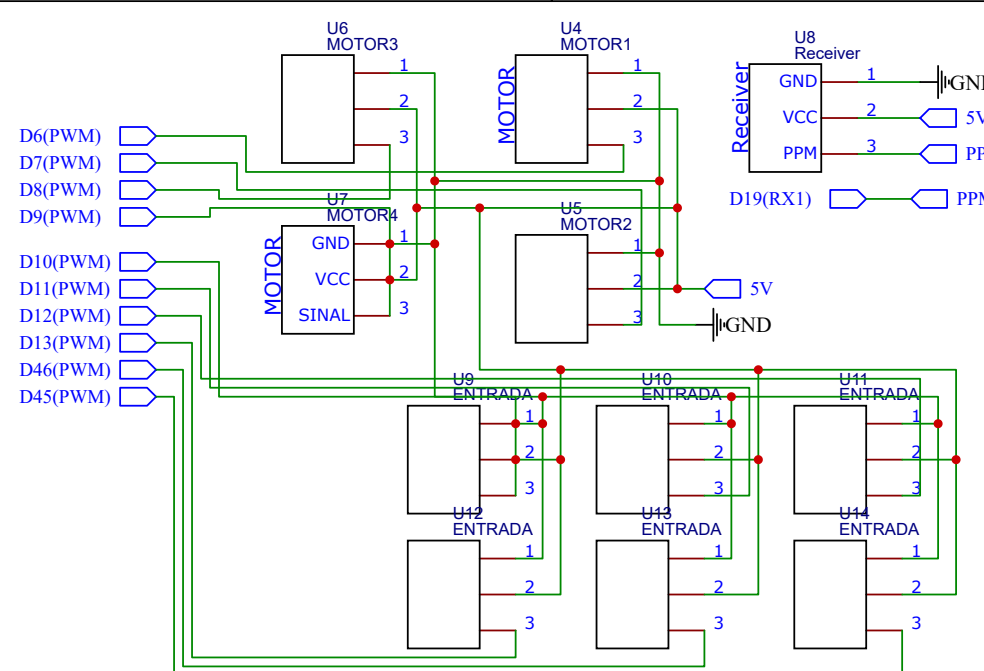 U6
MOTOR3
1
2
3
U4
MOTOR1
MOTOR
1
2
3
U8
Receiver
Receiver
GND
VCC
PPM
1
2
3
GND
5V
PP
D19(RX1)
PPM
D6(PWM)
D7(PWM)
D8(PWM)
D9(PWM)
U7
MOTOR4
MOTOR
GND
VCC
SINAL
1
2
3
U5
MOTOR2
1
2
3
5V
GND
D10(PWM)
D11(PWM)
D12(PWM)
D13(PWM)
D46(PWM)
D45(PWM)
U9
ENTRADA
1
2
3
U10
ENTRADA
1
2
3
U11
ENTRADA
1
2
3
U12
ENTRADA
1
2
3
U13
ENTRADA
1
2
3
U14
ENTRADA
1
2
3